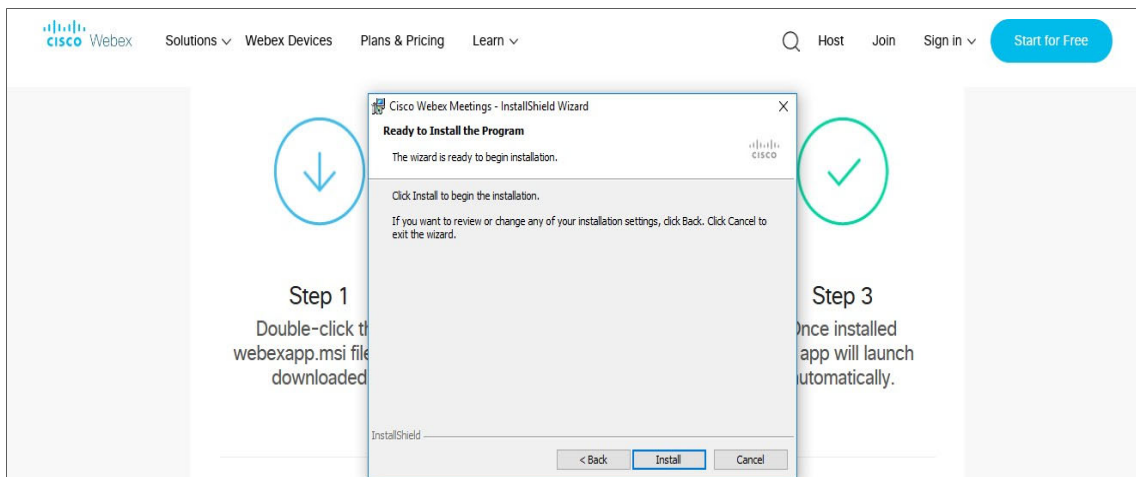 CISCO Webex Solutions Webex Devices Plans & Pricing Learn Host Join Sign in Start for Free
Cisco Webex Meetings - InstallShield Wizard X
Ready to Install the Program
The wizard is ready to begin installation.
CISCO
Click Install to begin the installation.
If you want to review or change any of your installation settings, click Back. Click Cancel to
exit the wizard.
InstallShield
< Back Install Cancel
Step 1
Double-click
webexapp.msi
downloaded
Step 3
installed
app will launch